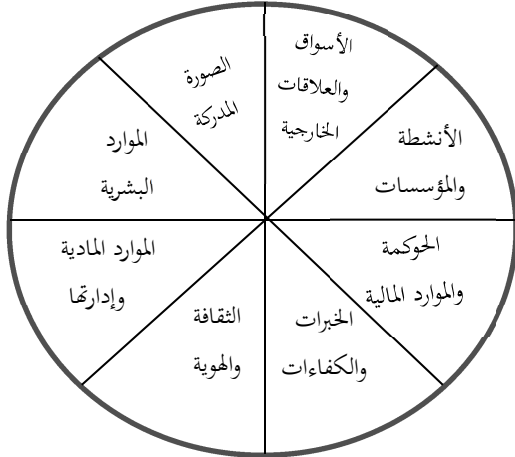 الأسواق
والعلاقات
الخارجية
الأنشطة
والمؤسسات
الحوكمة
والموارد المالية
الخبرات
والكفاءات
الثقافة
والهوية
الموارد المادية
وإدارتها
الموارد
البشرية
الصورة
المدركة